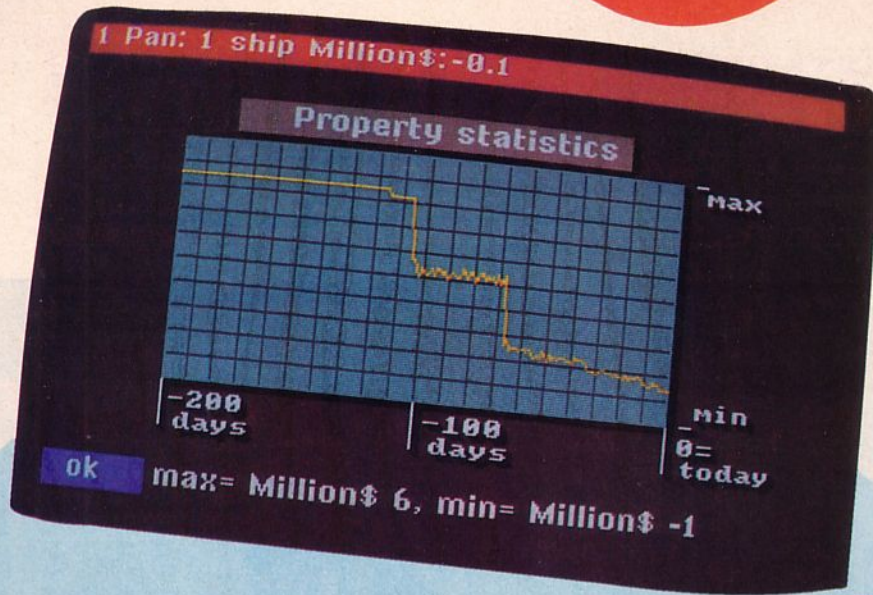 1 Pan: 1 ship Million$:-0.1
Property statistics
-max
-200
days
-100
days
-min
0=
today
ok
max= Million$ 6, min= Million$ -1